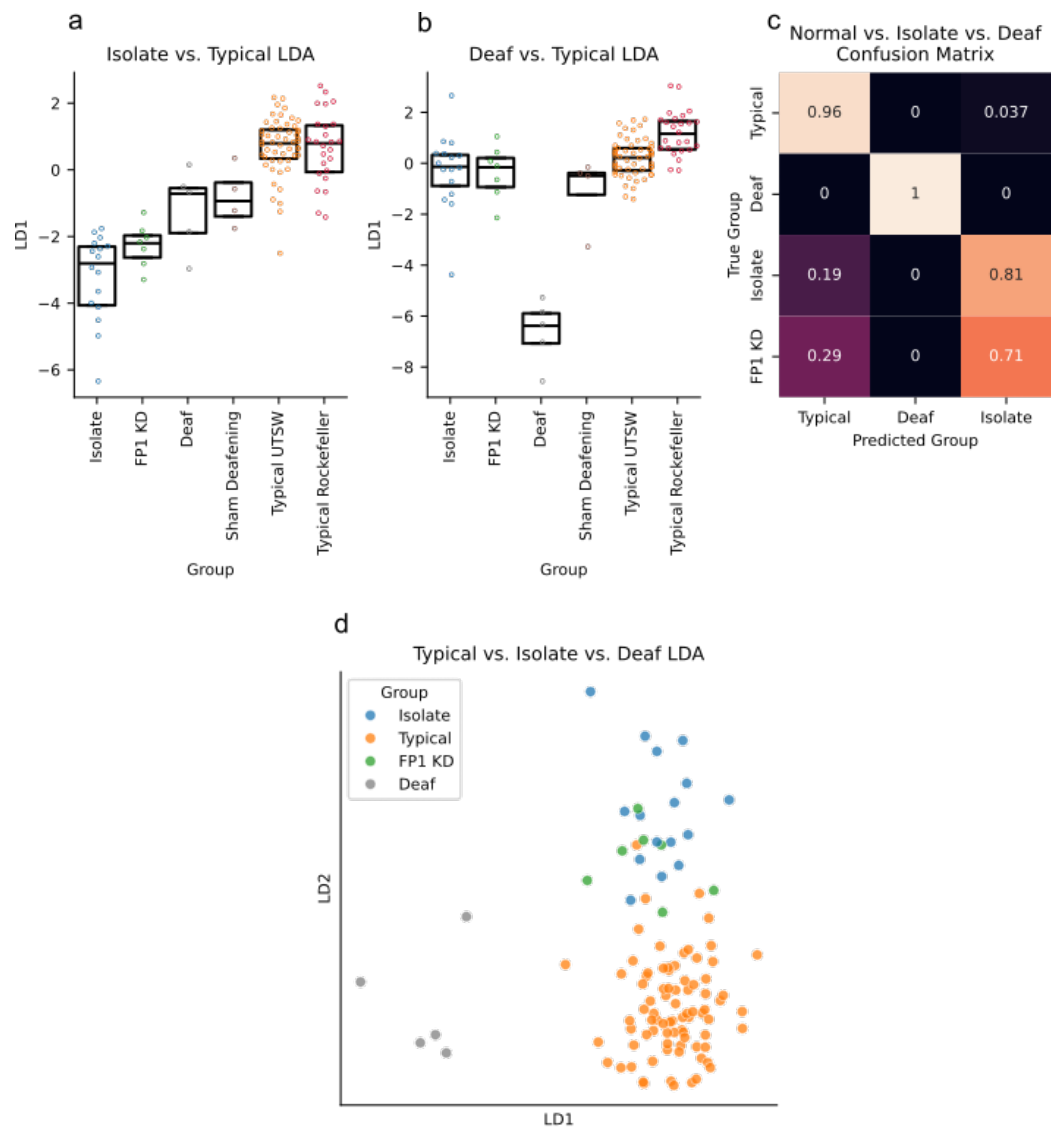 a
Isolate vs. Typical LDA
2
0
−2
−4
−6
LD1
Isolate
FP1 KD
Deaf
Sham Deafening
Typical UTSW
Typical Rockefeller
Group
b
Deaf vs. Typical LDA
2
0
−2
−4
−6
−8
LD1
Isolate
FP1 KD
Deaf
Sham Deafening
Typical UTSW
Typical Rockefeller
Group
c
Normal vs. Isolate vs. Deaf
Confusion Matrix
True Group
Typical
0.96 0 0.037
Deaf
0 1 0
Isolate
0.19 0 0.81
FP1 KD
0.29 0 0.71
Typical Deaf Isolate
Predicted Group
d
Typical vs. Isolate vs. Deaf LDA
Group
Isolate
Typical
FP1 KD
Deaf
LD2
LD1